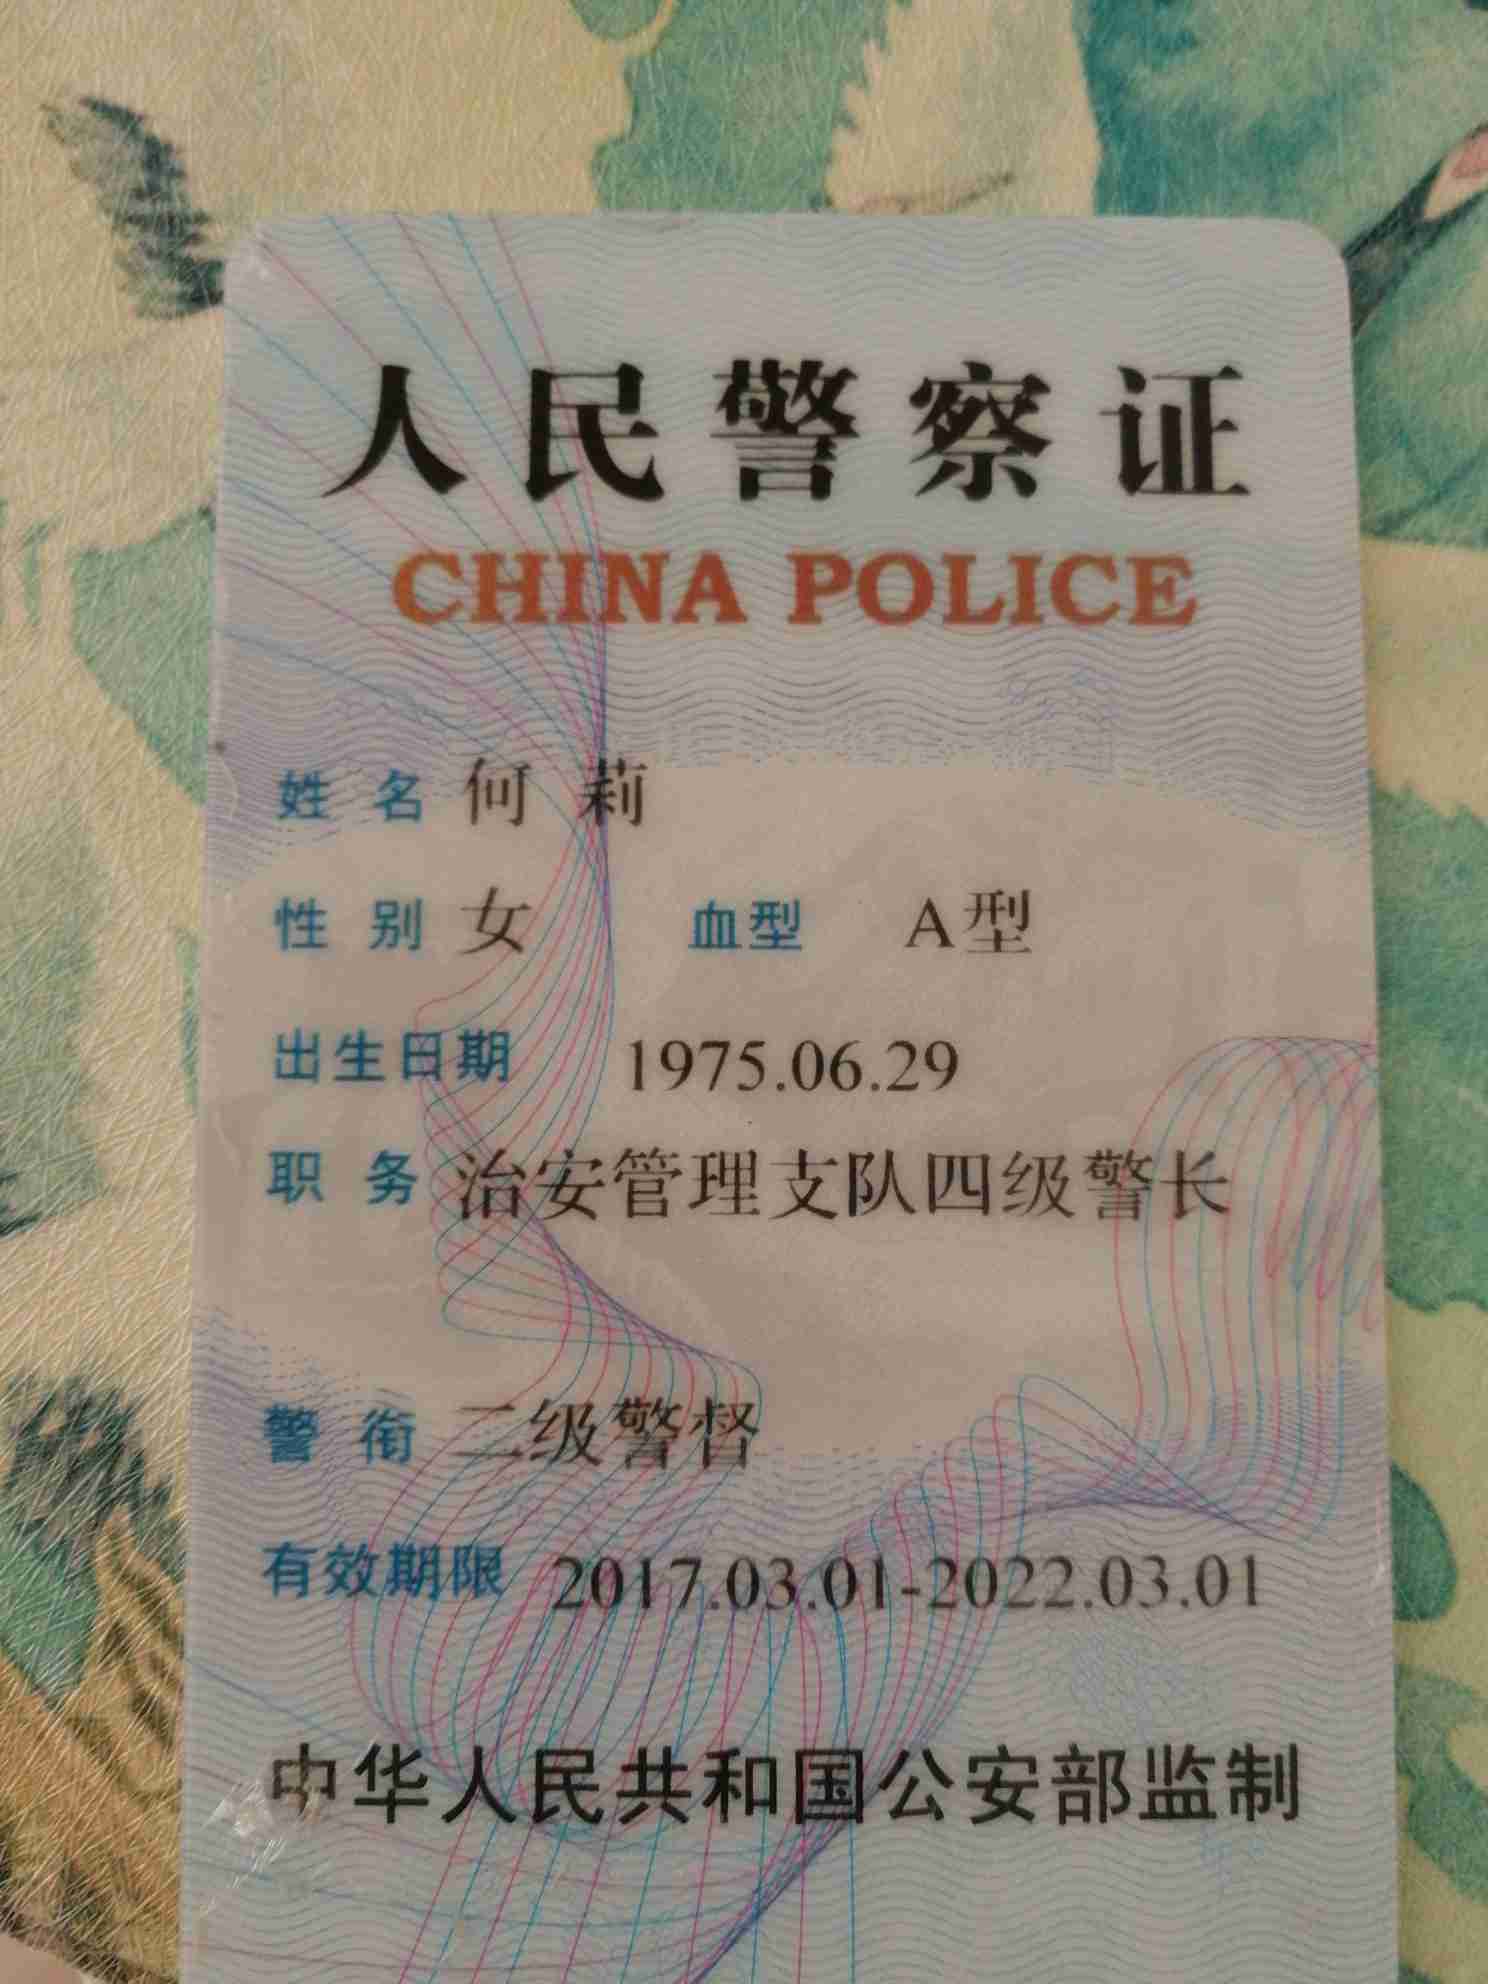 人民警察证
CHINA POLICE
姓名 何莉
性别 女 血型 A型
出生日期 1975.06.29
职务 治安管理支队四级警长
警衔 二级警督
有效期限 2017.03.01-2022.03.01
中华人民共和国公安部监制